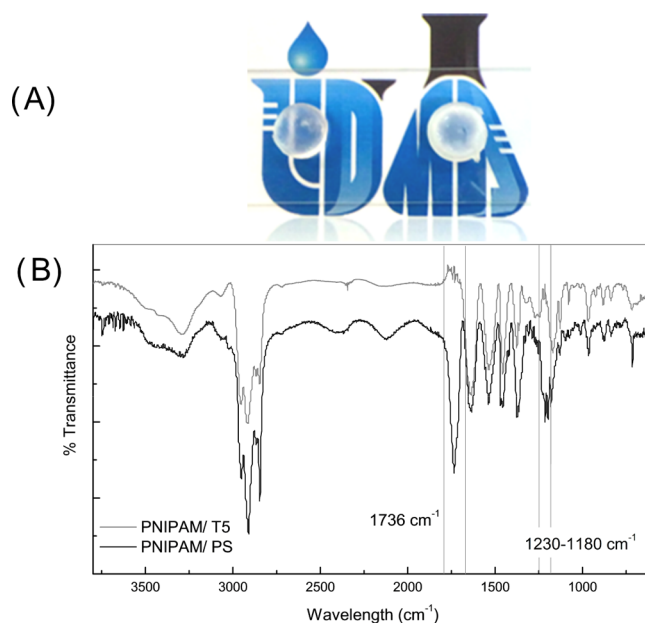 (A)
UDMA
(B)
% Transmittance
PNIPAM/ T5
PNIPAM/ PS
1736 cm-1
1230-1180 cm-1
3500 3000 2500 2000 1500 1000
Wavelength (cm-1)